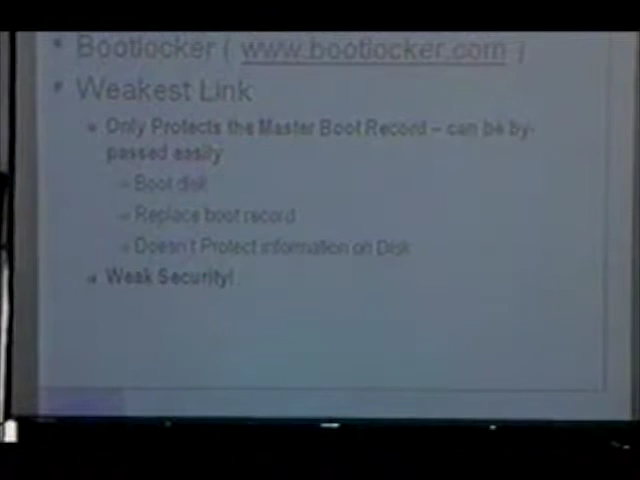 • Bootlocker ( www.bootlocker.com )
• Weakest Link
Only Protects the Master Boot Record – can be by-
passed easily
– Boot disk
– Replace boot record
– Doesn't Protect information on Disk
Weak Security!